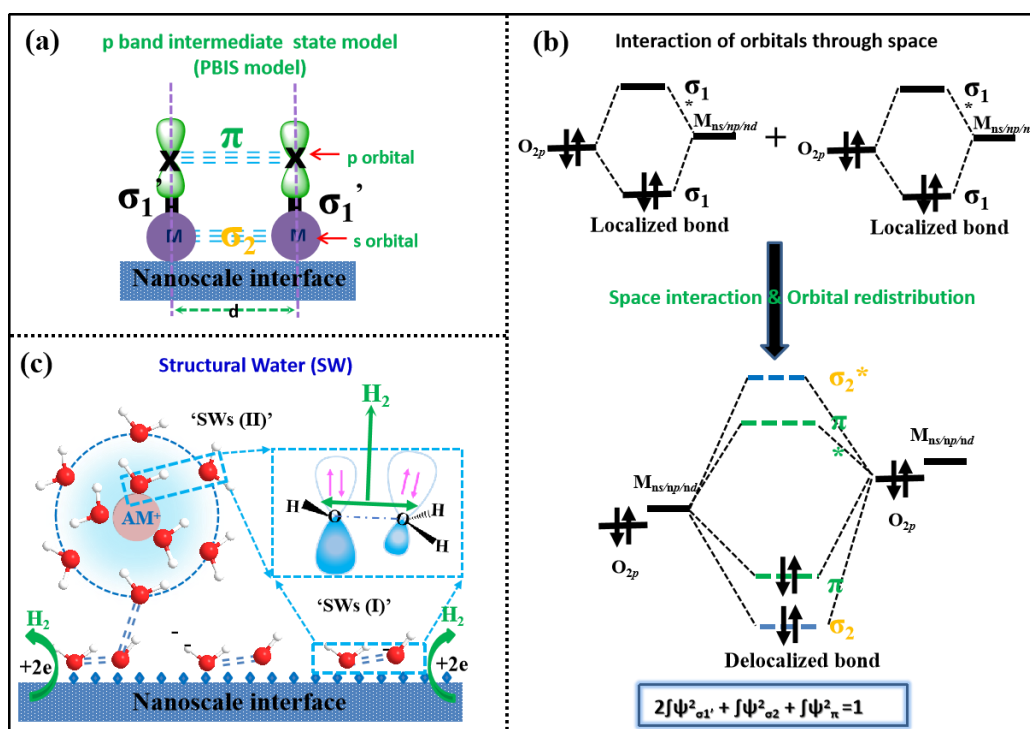 (a)
p band intermediate state model
(PBIS model)
π
X
X
p orbital
σ₁'
σ₁'
M
σ₂
M
s orbital
Nanoscale interface
d
(b)
Interaction of orbitals through space
σ₁
*
σ₁
*
Mns/np/nd
Mns/np/n
O2p
+
O2p
σ₁
σ₁
Localized bond
Localized bond
Space interaction & Orbital redistribution
σ₂*
π
*
Mns/np/nd
Mns/np/nd
O2p
O2p
π
σ₂
Delocalized bond
2∫ψ²σ1' + ∫ψ²σ2 + ∫ψ²π =1
(c)
Structural Water (SW)
H₂
'SWs (II)'
AM⁺
H
O
O
H
H
H
'SWs (I)'
H₂
H₂
-
-
-
+2e
+2e
Nanoscale interface